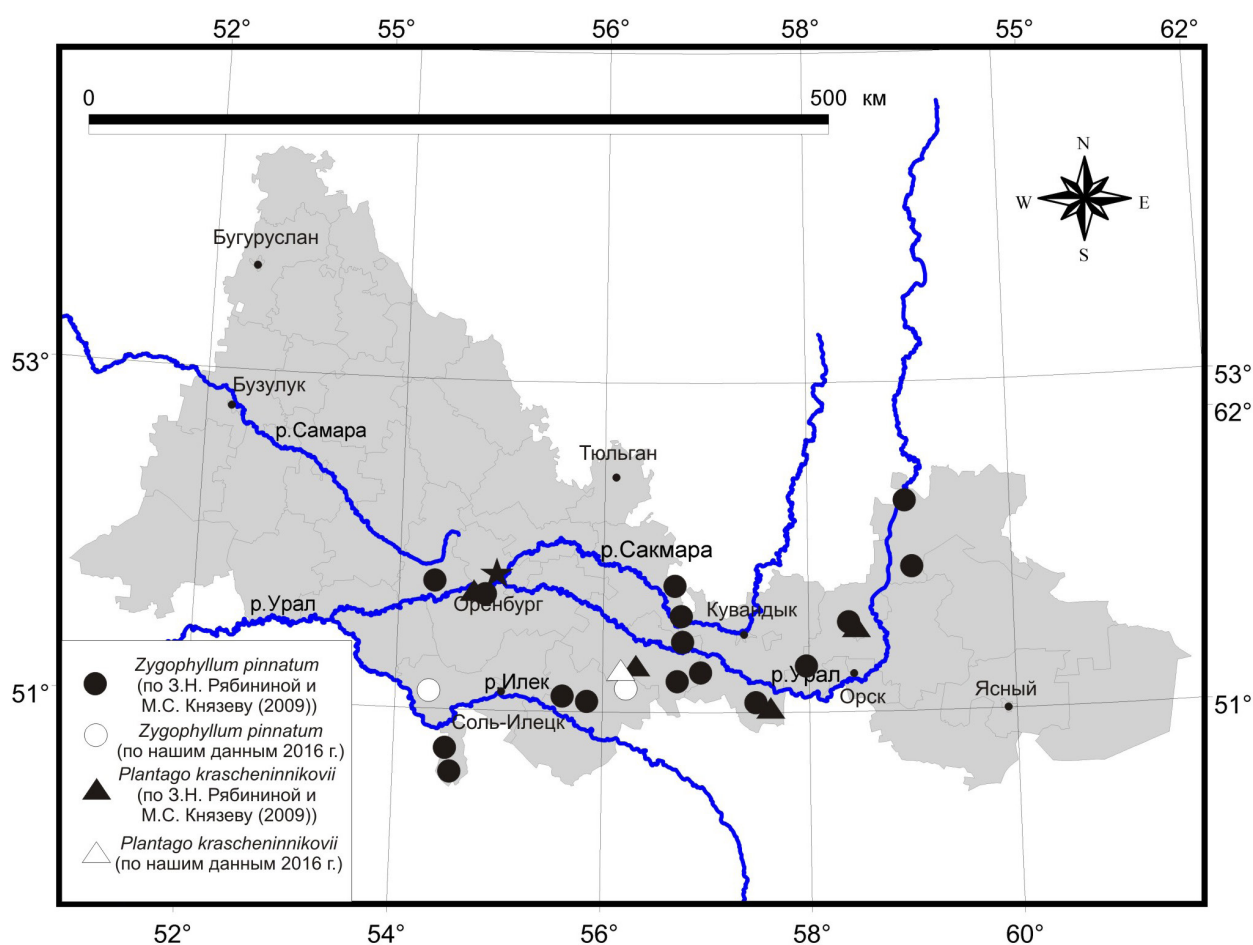 52° 55° 56° 58° 55° 62°
0 500 км
N
W E
S
Бугуруслан
53° 53°
62°
Бузулук
р.Самара
Тюльган
р.Сакмара
р.Урал Оренбург Кувандык
51° р.Илек р.Урал Орск Ясный 51°
Соль-Илецк
Zygophyllum pinnatum
(по З.Н. Рябининой и
М.С. Князеву (2009))
Zygophyllum pinnatum
(по нашим данным 2016 г.)
Plantago krascheninnikovii
(по З.Н. Рябининой и
М.С. Князеву (2009))
Plantago krascheninnikovii
(по нашим данным 2016 г.)
52° 54° 56° 58° 60°